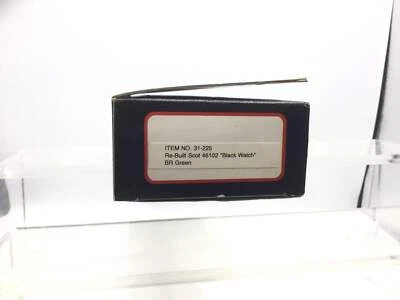 ITEM NO. 31-225
Re-Built Scot 46102 "Black Watch"
BR Green